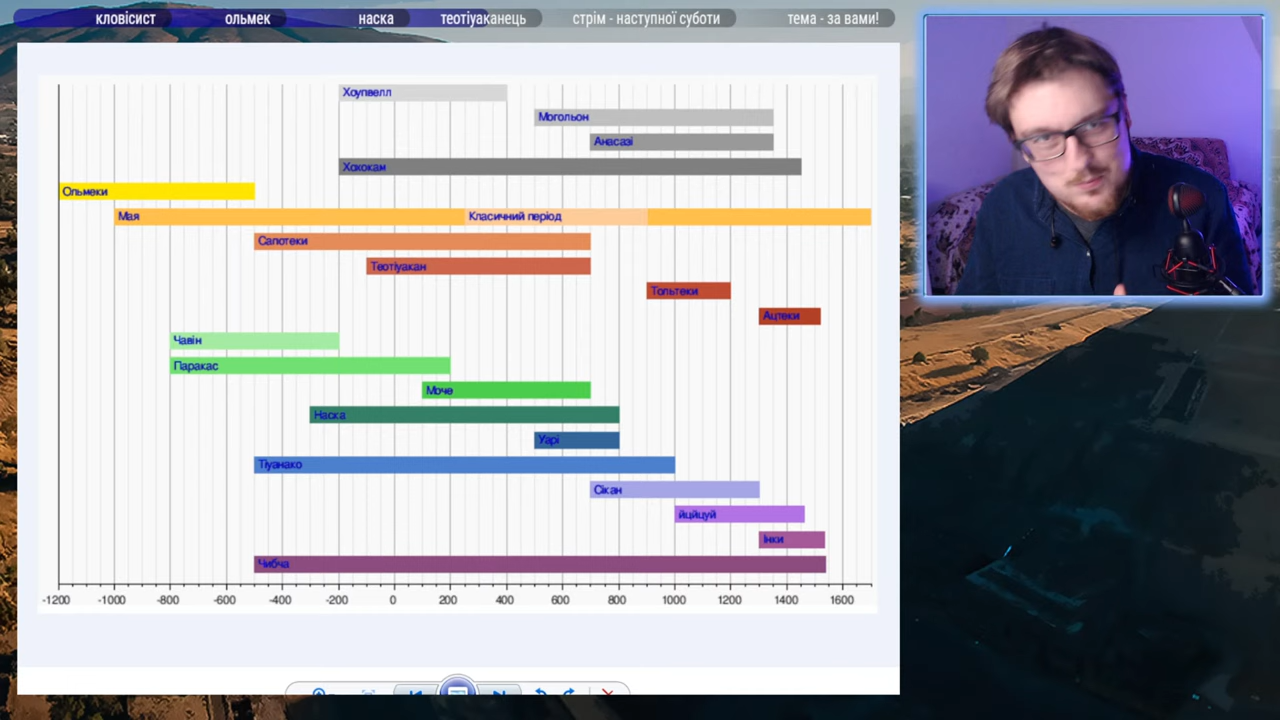 кловісист ольмек наска теотіуаканець стрім - наступної суботи тема - за вами!
Хоупвелл
Могольон
Анасазі
Хохокам
Ольмеки
Мая Класичний період
Сапотеки
Теотіуакан
Тольтеки
Ацтеки
Чавін
Паракас
Моче
Наска
Уарі
Тіуанако
Сікан
йцйцуй
Інки
Чибча
-1200 -1000 -800 -600 -400 -200 0 200 400 600 800 1000 1200 1400 1600